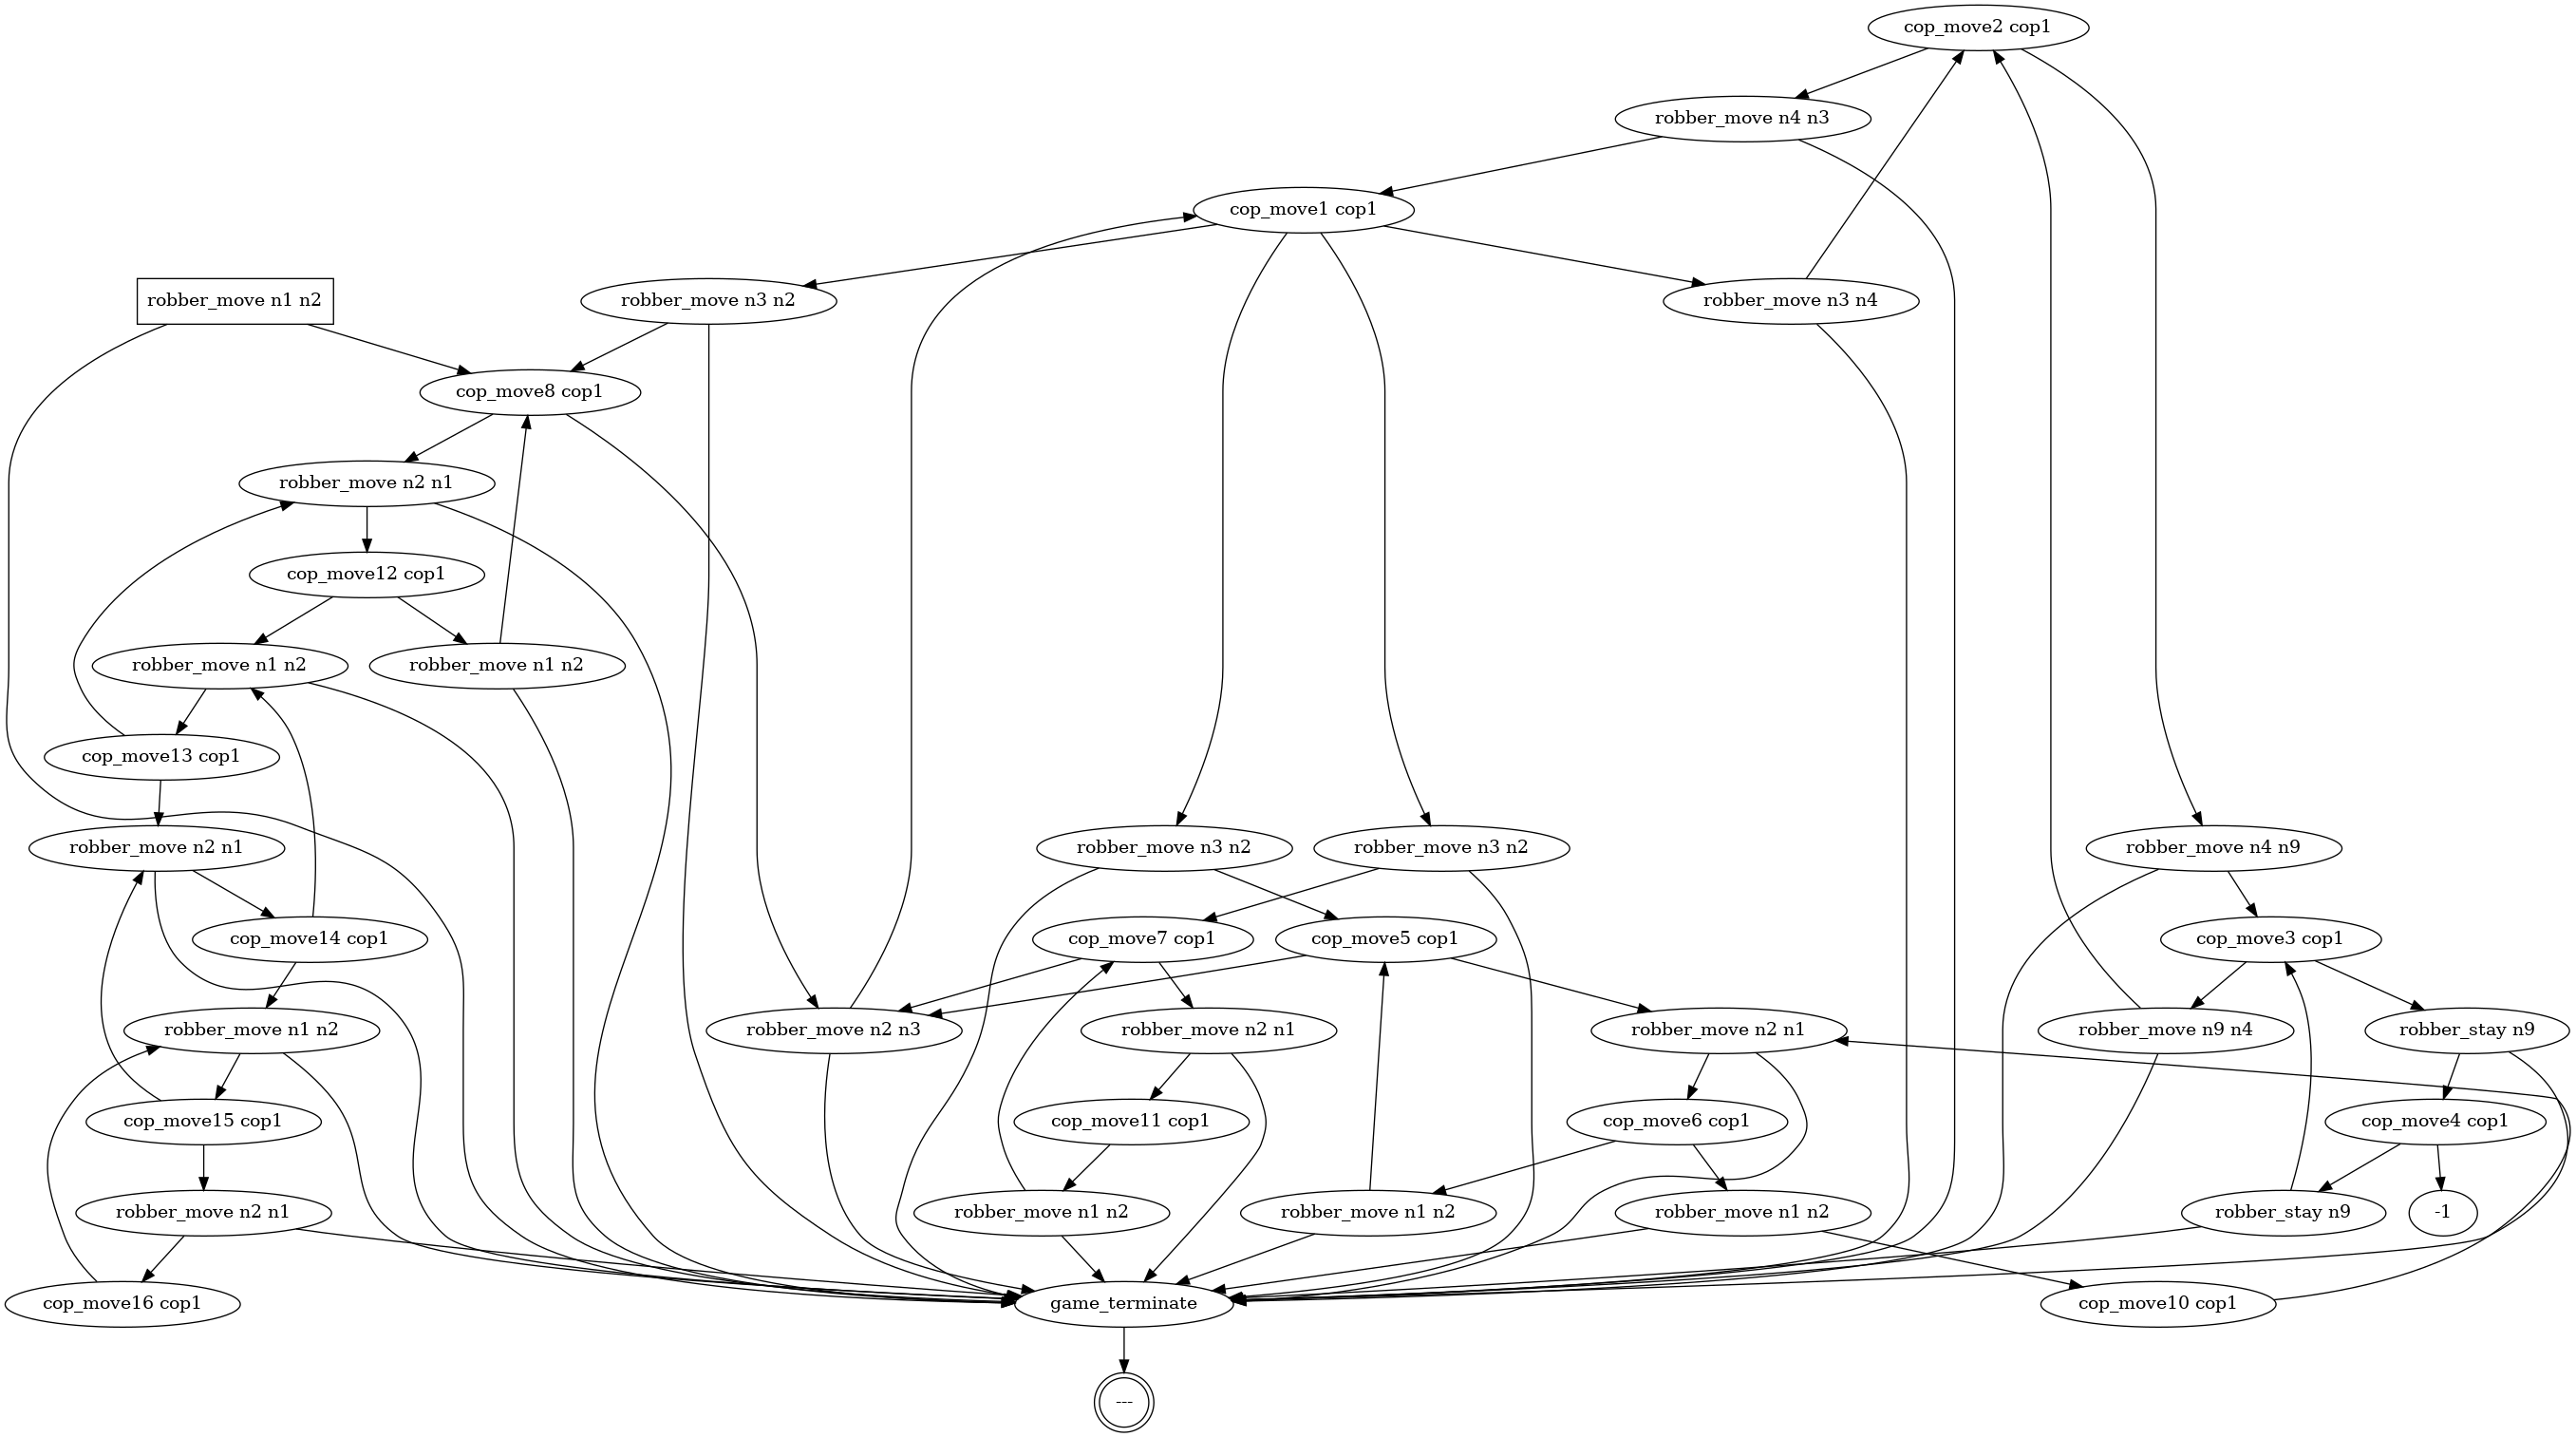 cop_move2 cop1
robber_move n4 n3
cop_move1 cop1
robber_move n1 n2
robber_move n3 n2
robber_move n3 n4
cop_move8 cop1
robber_move n2 n1
cop_move12 cop1
robber_move n1 n2
robber_move n1 n2
cop_move13 cop1
robber_move n2 n1
robber_move n3 n2
robber_move n3 n2
robber_move n4 n9
cop_move14 cop1
cop_move7 cop1
cop_move5 cop1
cop_move3 cop1
robber_move n1 n2
robber_move n2 n3
robber_move n2 n1
robber_move n2 n1
robber_move n9 n4
robber_stay n9
cop_move15 cop1
cop_move11 cop1
cop_move6 cop1
cop_move4 cop1
robber_move n2 n1
robber_move n1 n2
robber_move n1 n2
robber_move n1 n2
robber_stay n9
-1
cop_move16 cop1
game_terminate
cop_move10 cop1
---